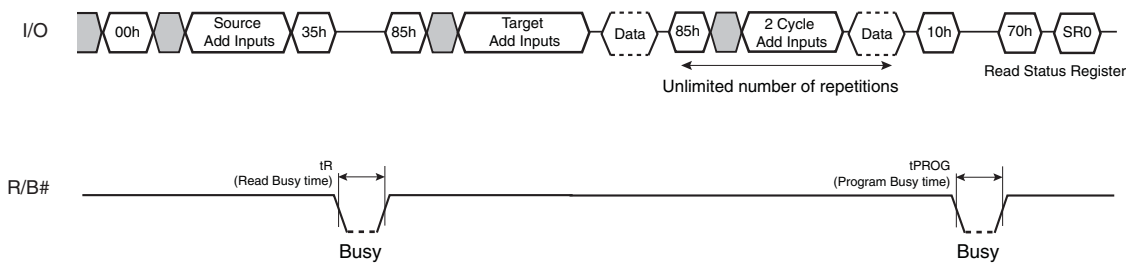 I/O
00h
Source
Add Inputs
35h
85h
Target
Add Inputs
Data
85h
2 Cycle
Add Inputs
Data
10h
70h
SR0
Unlimited number of repetitions
Read Status Register
R/B#
tR
(Read Busy time)
Busy
tPROG
(Program Busy time)
Busy